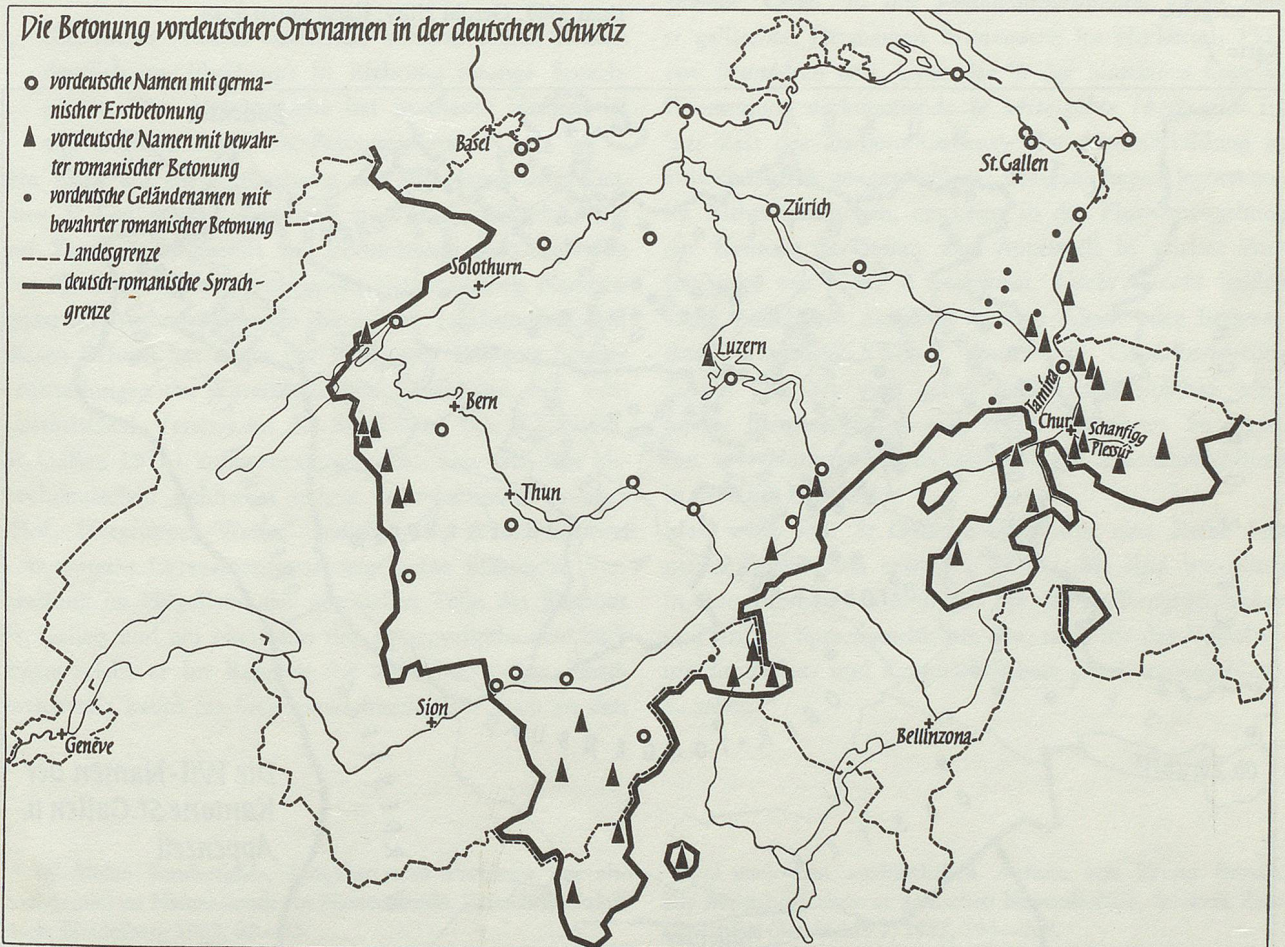 Die Betonung vordeutscher Ortsnamen in der deutschen Schweiz
vordeutsche Namen mit germa-
nischer Erstbetonung
vordeutsche Namen mit bewahr-
ter romanischer Betonung
vordeutsche Geländenamen mit
bewahrter romanischer Betonung
Landesgrenze
deutsch-romanische Sprach-
grenze
Basel
St.Gallen
Zürich
Solothurn
Luzern
Bern
Tamina
Chur
Schanfigg
Plessur
Thun
Sion
Genève
Bellinzona